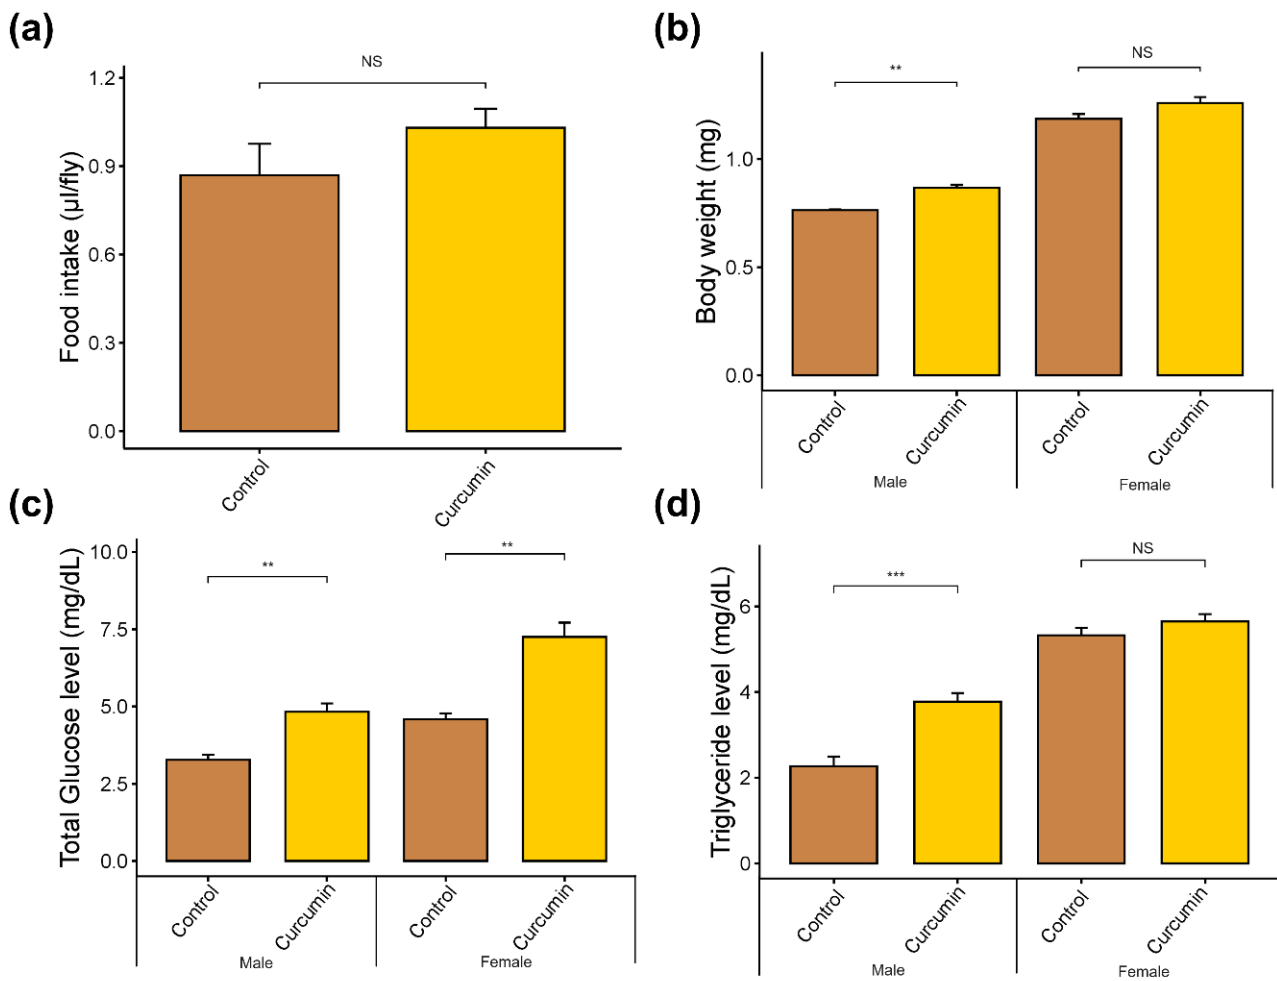 (a)
NS
1.2
0.9
0.6
0.3
0.0
Food intake (µl/fly)
Control
Curcumin
(b)
**
NS
1.0
0.5
0.0
Body weight (mg)
Control
Curcumin
Control
Curcumin
Male
Female
(c)
**
**
10.0
7.5
5.0
2.5
0.0
Total Glucose level (mg/dL)
Control
Curcumin
Control
Curcumin
Male
Female
(d)
***
NS
6
4
2
0
Triglyceride level (mg/dL)
Control
Curcumin
Control
Curcumin
Male
Female